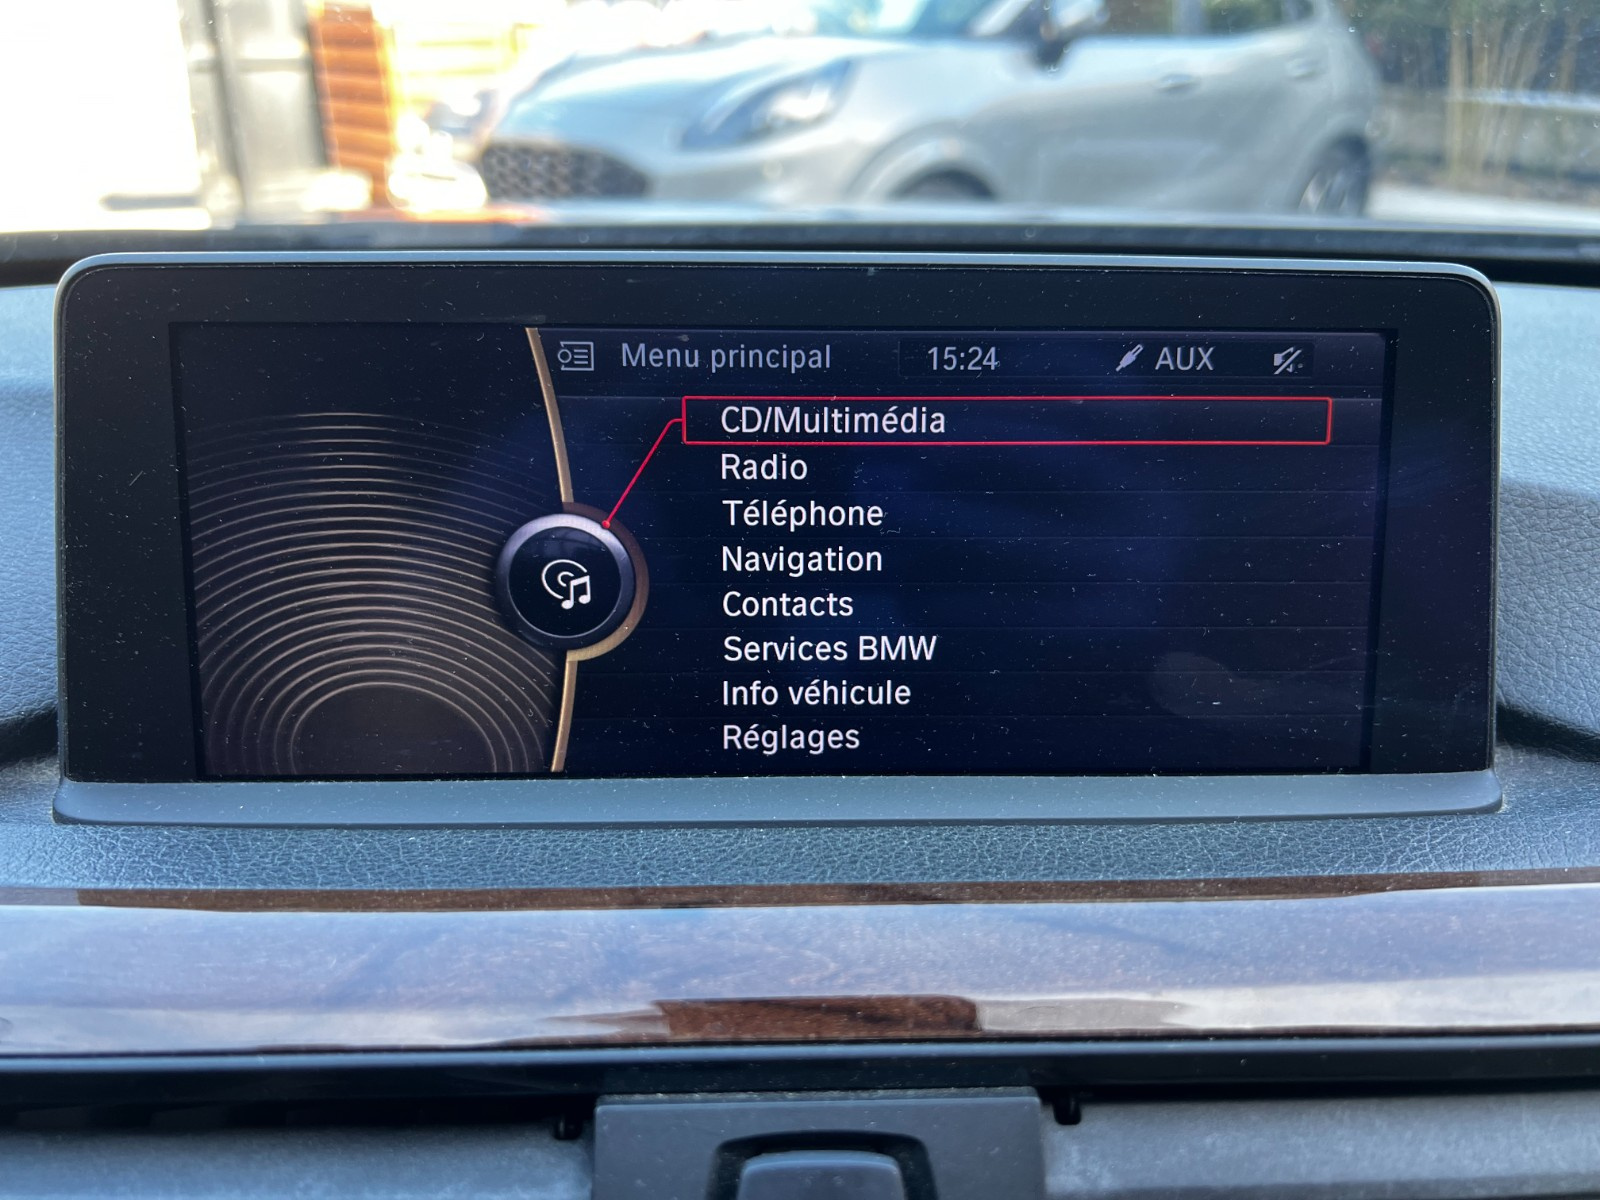 Menu principal 15:24 AUX
CD/Multimédia
Radio
Téléphone
Navigation
Contacts
Services BMW
Info véhicule
Réglages